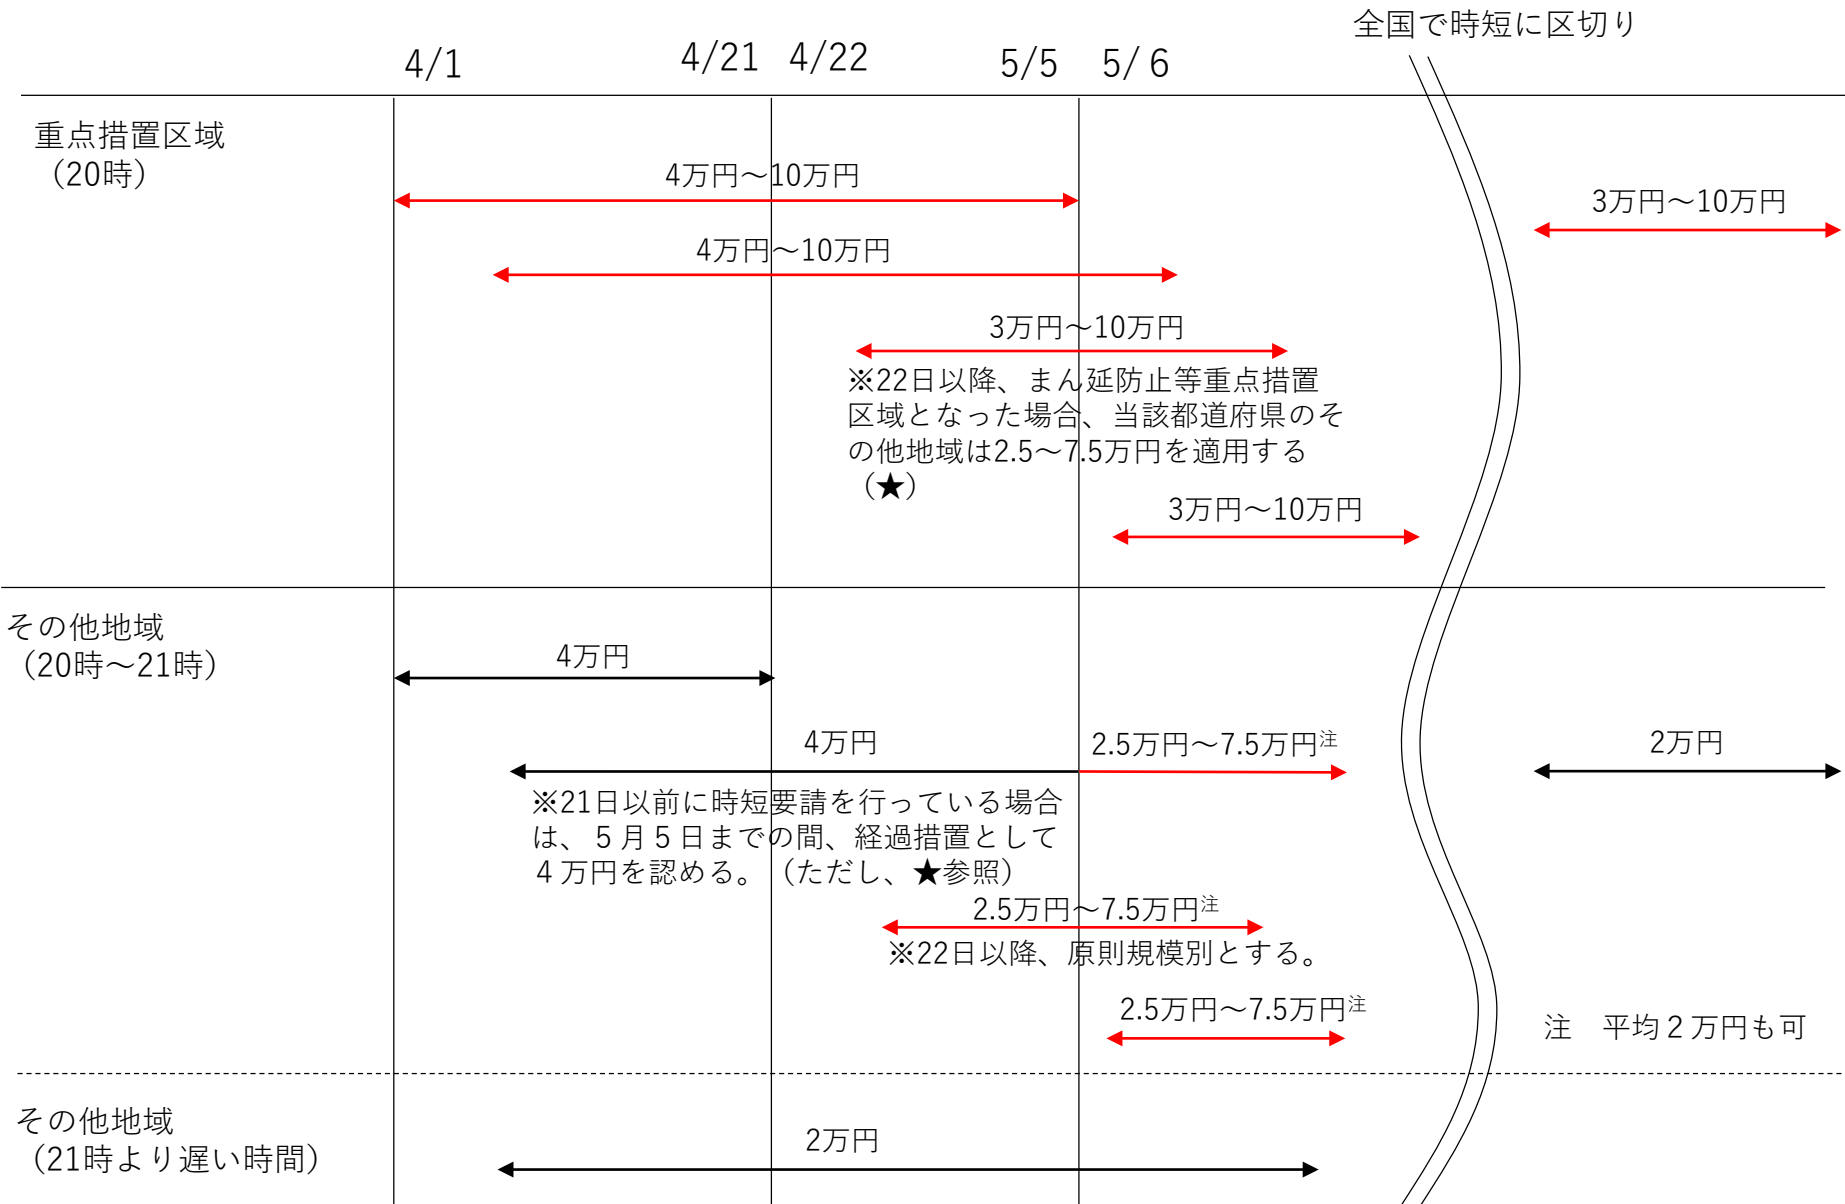 全国で時短に区切り
4/1
4/21
4/22
5/5
5/ 6
重点措置区域
（20時）
4万円～10万円
3万円～10万円
4万円～10万円
3万円～10万円
※22日以降、まん延防止等重点措置
区域となった場合、当該都道府県のそ
の他地域は2.5～7.5万円を適用する
（★）
3万円～10万円
その他地域
（20時～21時）
4万円
4万円
2.5万円～7.5万円注
2万円
※21日以前に時短要請を行っている場合
は、５月５日までの間、経過措置として
４万円を認める。（ただし、★参照）
2.5万円～7.5万円注
※22日以降、原則規模別とする。
2.5万円～7.5万円注
注　平均２万円も可
その他地域
（21時より遅い時間）
2万円